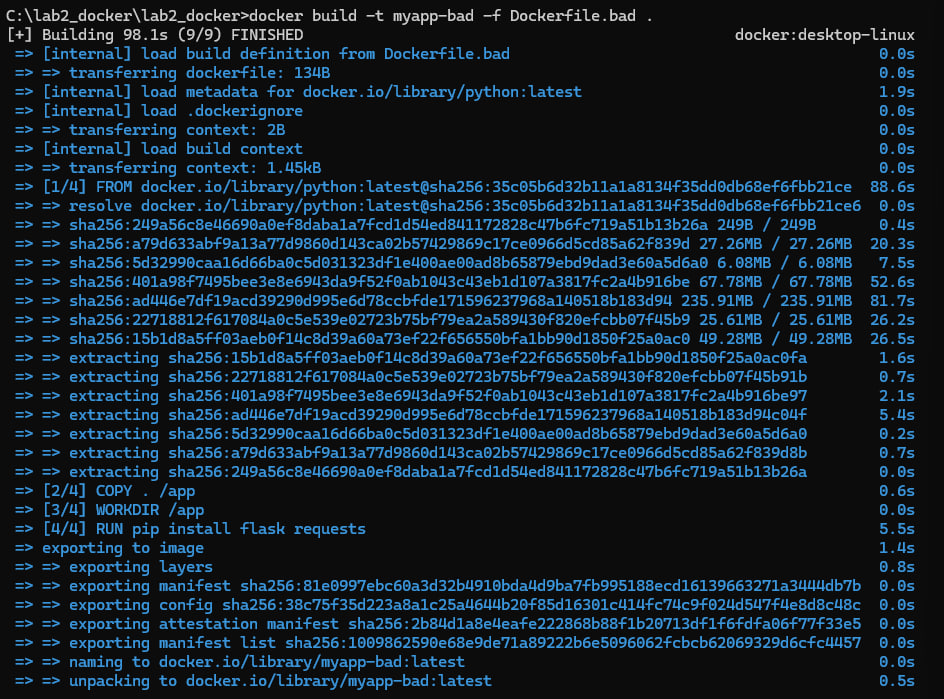 C:\lab2_docker\lab2_docker>docker build -t myapp-bad -f Dockerfile.bad .
[+] Building 98.1s (9/9) FINISHED docker:desktop-linux
=> [internal] load build definition from Dockerfile.bad 0.0s
=> => transferring dockerfile: 134B 0.0s
=> [internal] load metadata for docker.io/library/python:latest 1.9s
=> [internal] load .dockerignore 0.0s
=> => transferring context: 2B 0.0s
=> [internal] load build context 0.0s
=> => transferring context: 1.45kB 0.0s
=> [1/4] FROM docker.io/library/python:latest@sha256:35c05b6d32b11a1a8134f35dd0db68ef6fbb21ce 88.6s
=> => resolve docker.io/library/python:latest@sha256:35c05b6d32b11a1a8134f35dd0db68ef6fbb21ce6 0.0s
=> => sha256:249a56c8e46690a0ef8daba1a7fcd1d54ed841172828c47b6fc719a51b13b26a 249B / 249B 0.4s
=> => sha256:a79d633abf9a13a77d9860d143ca02b57429869c17ce0966d5cd85a62f839d 27.26MB / 27.26MB 20.3s
=> => sha256:5d32990caa16d66ba0c5d031323df1e400ae00ad8b65879ebd9dad3e60a5d6a0 6.08MB / 6.08MB 7.5s
=> => sha256:401a98f7495bee3e8e6943da9f52f0ab1043c43eb1d107a3817fc2a4b916be 67.78MB / 67.78MB 52.6s
=> => sha256:ad446e7df19acd39290d995e6d78ccbfde171596237968a140518b183d94 235.91MB / 235.91MB 81.7s
=> => sha256:22718812f617084a0c5e539e02723b75bf79ea2a589430f820efcbb07f45b9 25.61MB / 25.61MB 26.2s
=> => sha256:15b1d8a5ff03aeb0f14c8d39a60a73ef22f656550bfa1bb90d1850f25a0ac0 49.28MB / 49.28MB 26.5s
=> => extracting sha256:15b1d8a5ff03aeb0f14c8d39a60a73ef22f656550bfa1bb90d1850f25a0ac0fa 1.6s
=> => extracting sha256:22718812f617084a0c5e539e02723b75bf79ea2a589430f820efcbb07f45b91b 0.7s
=> => extracting sha256:401a98f7495bee3e8e6943da9f52f0ab1043c43eb1d107a3817fc2a4b916be97 2.1s
=> => extracting sha256:ad446e7df19acd39290d995e6d78ccbfde171596237968a140518b183d94c04f 5.4s
=> => extracting sha256:5d32990caa16d66ba0c5d031323df1e400ae00ad8b65879ebd9dad3e60a5d6a0 0.2s
=> => extracting sha256:a79d633abf9a13a77d9860d143ca02b57429869c17ce0966d5cd85a62f839d8b 0.7s
=> => extracting sha256:249a56c8e46690a0ef8daba1a7fcd1d54ed841172828c47b6fc719a51b13b26a 0.0s
=> [2/4] COPY . /app 0.6s
=> [3/4] WORKDIR /app 0.0s
=> [4/4] RUN pip install flask requests 5.5s
=> exporting to image 1.4s
=> => exporting layers 0.8s
=> => exporting manifest sha256:81e0997ebc60a3d32b4910bda4d9ba7fb995188ecd16139663271a3444db7b 0.0s
=> => exporting config sha256:38c75f35d223a8a1c25a4644b20f85d16301c414fc74c9f024d547f4e8d8c48c 0.0s
=> => exporting attestation manifest sha256:2b84d1a8e4eafe222868b88f1b20713df1f6fdfa06f77f33e5 0.0s
=> => exporting manifest list sha256:1009862590e68e9de71a89222b6e5096062fcbcb62069329d6cfc4457 0.0s
=> => naming to docker.io/library/myapp-bad:latest 0.0s
=> => unpacking to docker.io/library/myapp-bad:latest 0.5s